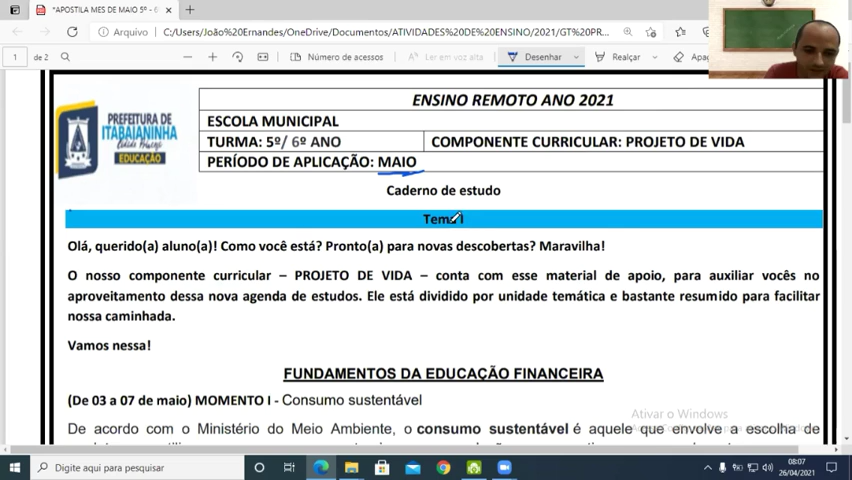 *APOSTILA MES DE MAIO 5º - 6
Arquivo C:/Users/João%20Ernandes/OneDrive/Documentos/ATIVIDADES%20DE%20ENSINO/2021/GT%20PR...
1 de 2 Número de acessos Ler em voz alta Desenhar Realçar Apag
PREFEITURA DE
ITABAIANINHA
Cidade Princesa
EDUCAÇÃO
ENSINO REMOTO ANO 2021
ESCOLA MUNICIPAL
TURMA: 5º/ 6º ANO COMPONENTE CURRICULAR: PROJETO DE VIDA
PERÍODO DE APLICAÇÃO: MAIO
Caderno de estudo
Tema I
Olá, querido(a) aluno(a)! Como você está? Pronto(a) para novas descobertas? Maravilha!
O nosso componente curricular – PROJETO DE VIDA – conta com esse material de apoio, para auxiliar vocês no
aproveitamento dessa nova agenda de estudos. Ele está dividido por unidade temática e bastante resumido para facilitar
nossa caminhada.
Vamos nessa!
FUNDAMENTOS DA EDUCAÇÃO FINANCEIRA
(De 03 a 07 de maio) MOMENTO I - Consumo sustentável
Ativar o Windows
De acordo com o Ministério do Meio Ambiente, o consumo sustentável é aquele que envolve a escolha de
Digite aqui para pesquisar
08:07
26/04/2021